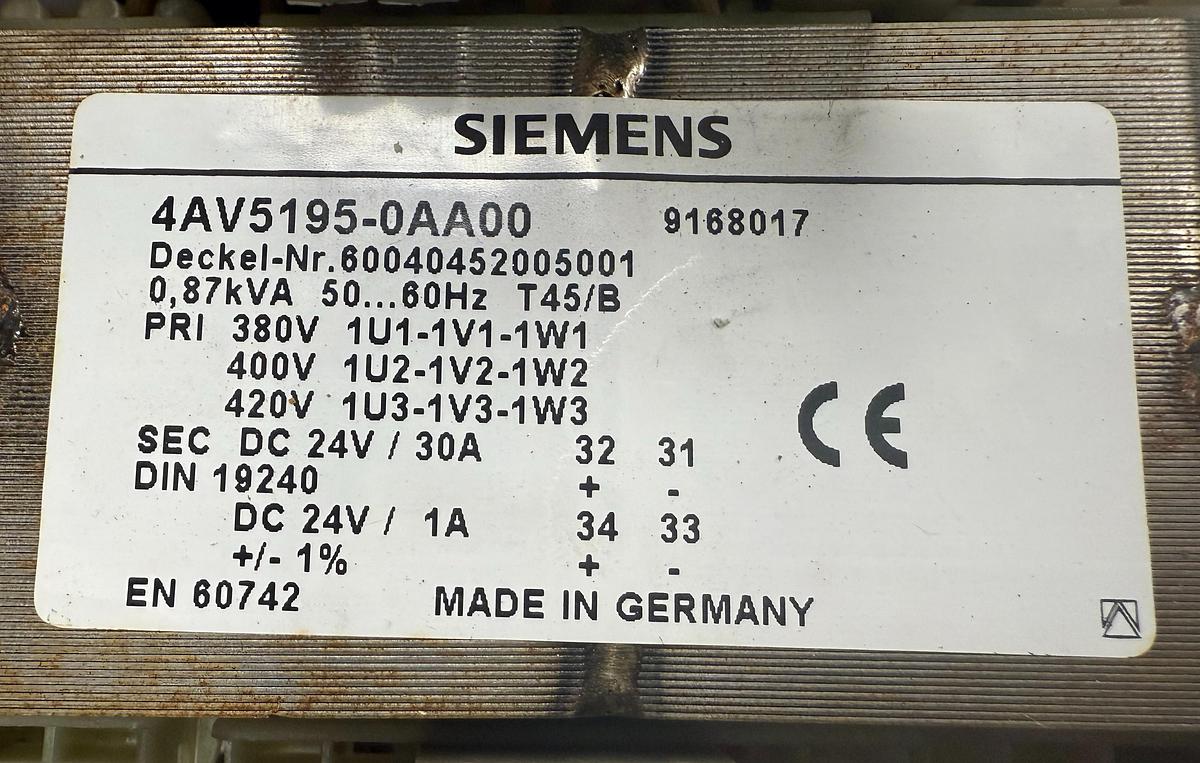 SIEMENS
4AV5195-0AA00 9168017
Deckel-Nr.60040452005001
0,87kVA 50...60Hz T45/B
PRI 380V 1U1-1V1-1W1
400V 1U2-1V2-1W2
420V 1U3-1V3-1W3
CE
SEC DC 24V / 30A 32 31
DIN 19240 + -
DC 24V / 1A 34 33
+/- 1% + -
EN 60742 MADE IN GERMANY